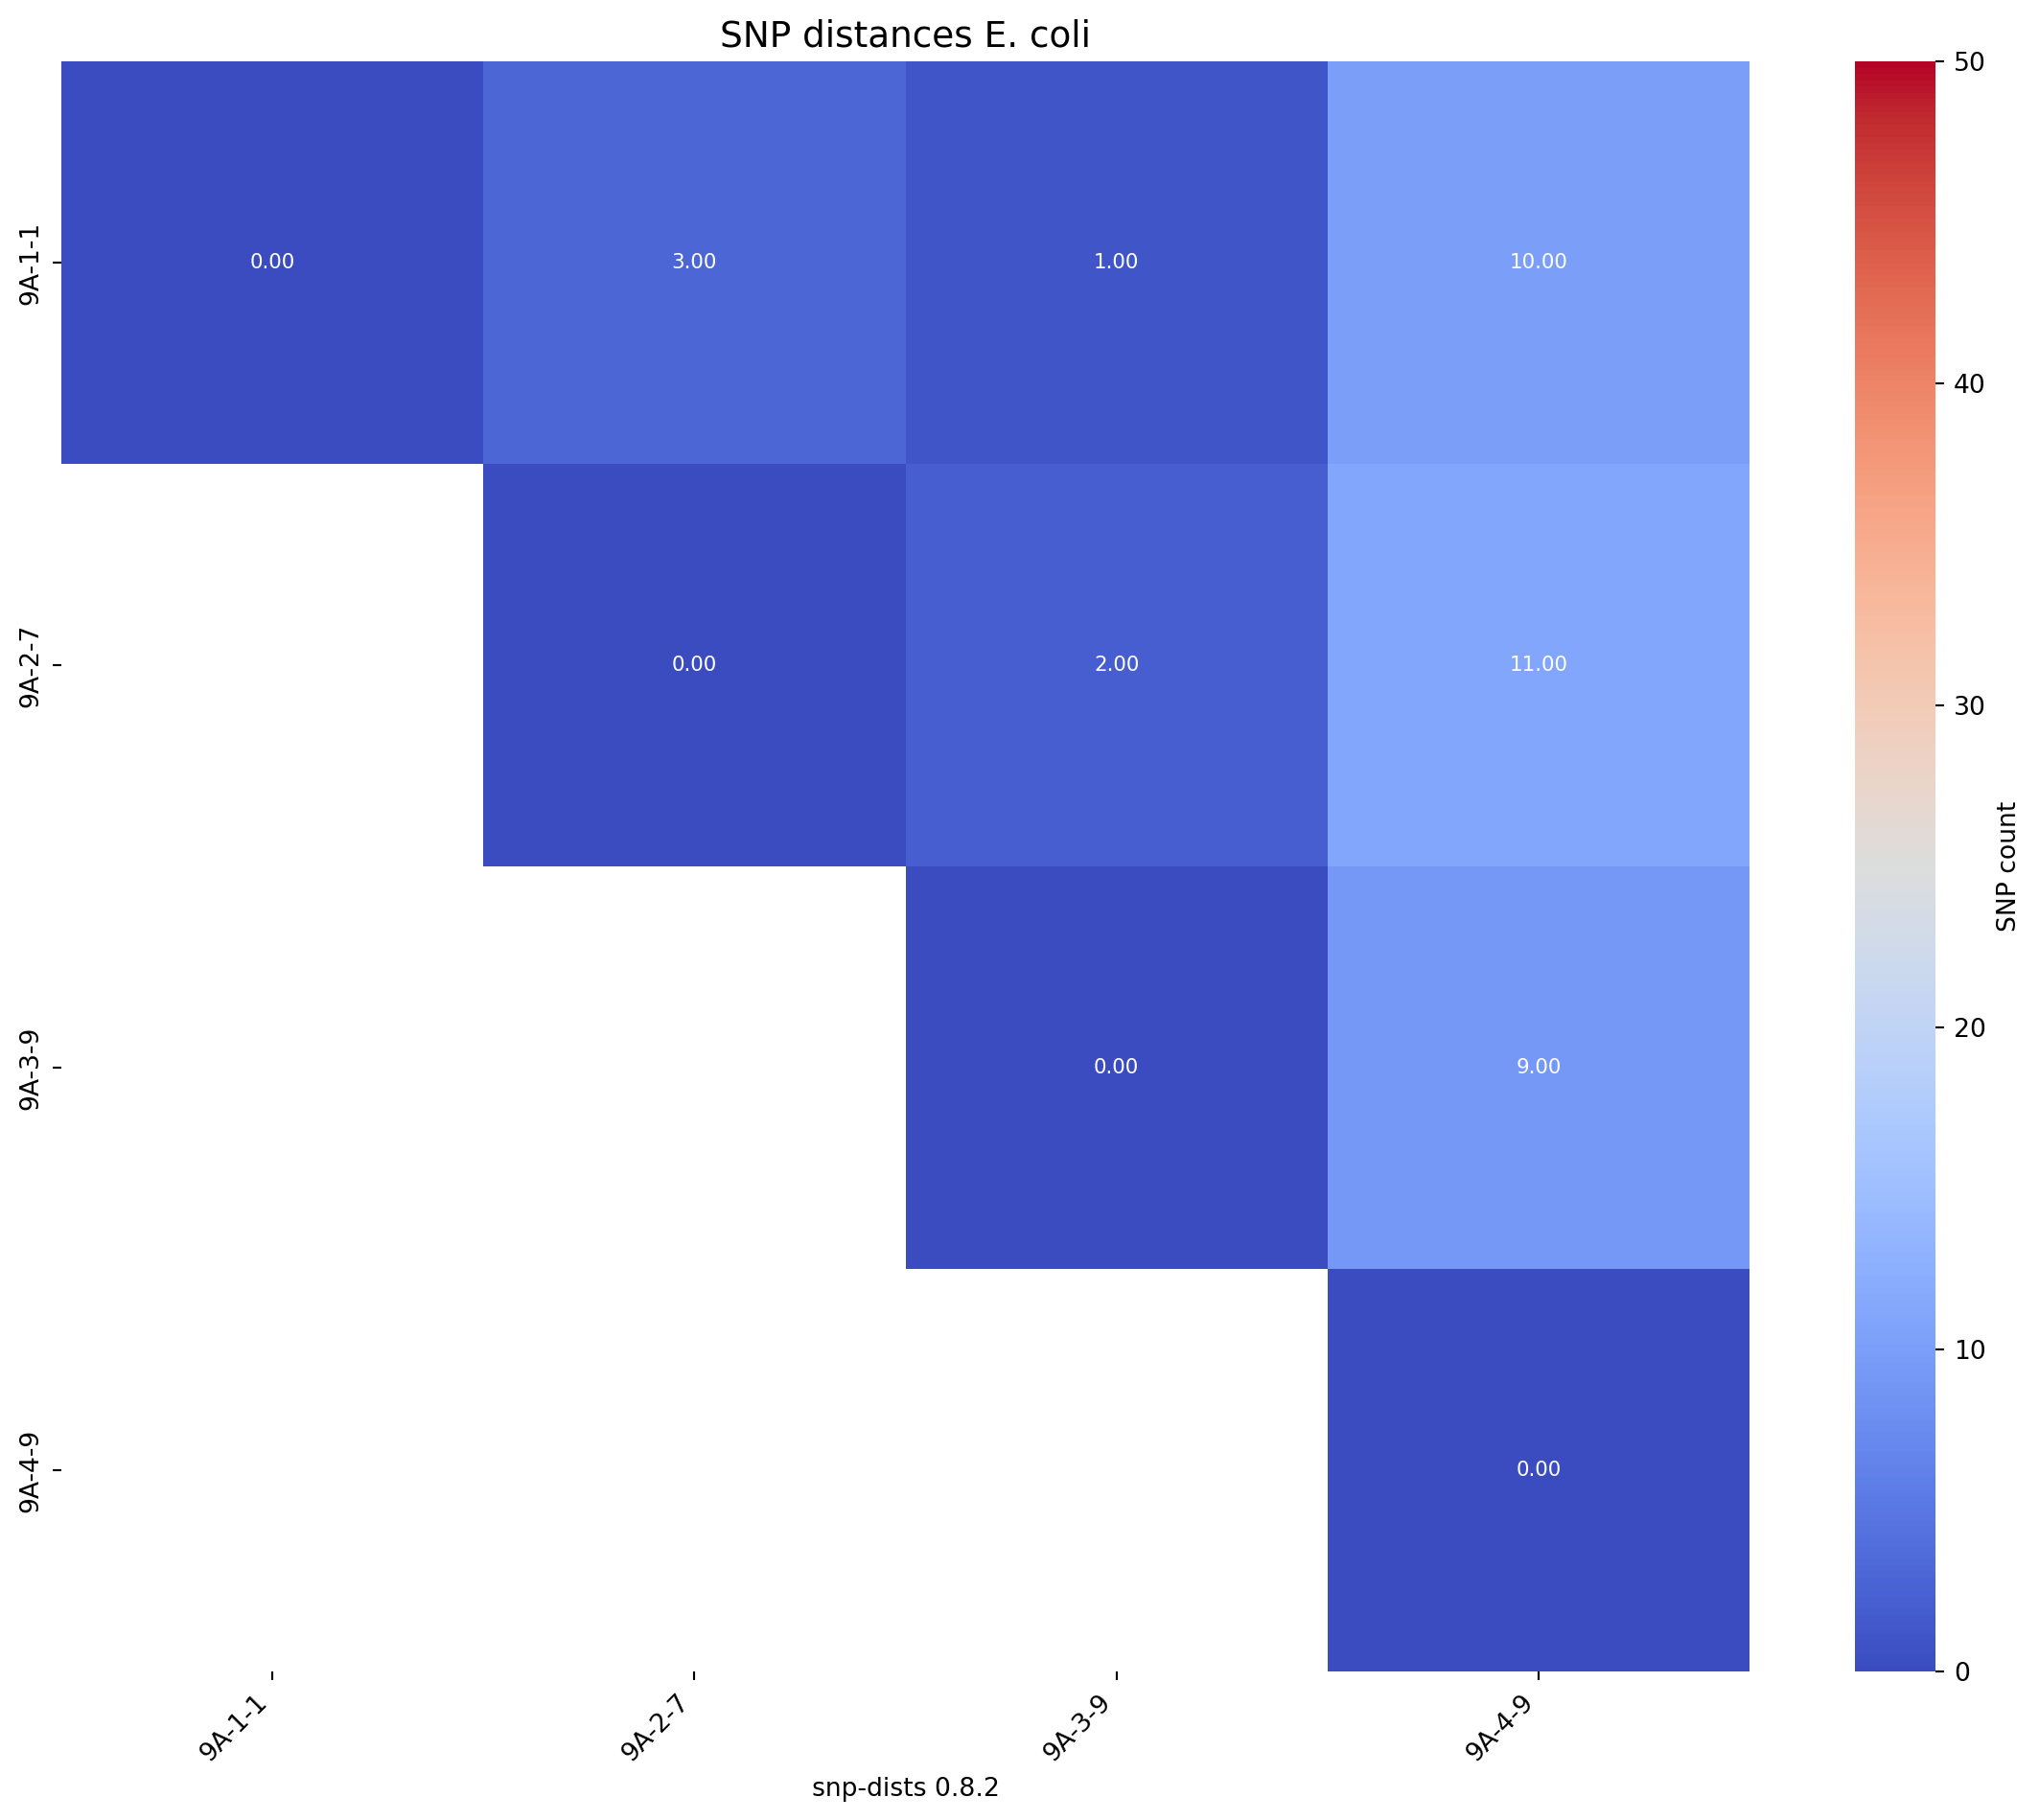 SNP distances E. coli
9A-1-1
0.00
3.00
1.00
10.00
9A-2-7
0.00
2.00
11.00
9A-3-9
0.00
9.00
9A-4-9
0.00
9A-1-1
9A-2-7
9A-3-9
9A-4-9
snp-dists 0.8.2
50
40
30
20
10
0
SNP count